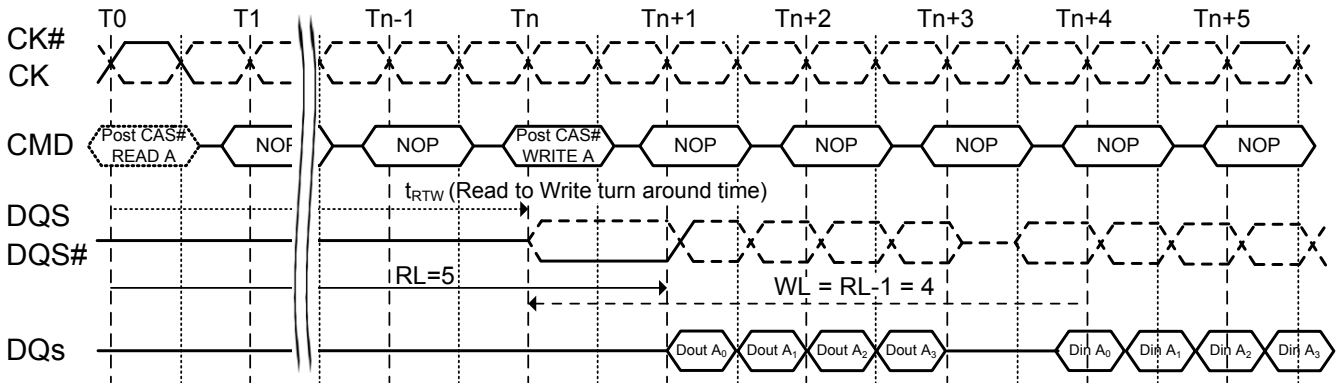 T0 T1 Tn-1 Tn Tn+1 Tn+2 Tn+3 Tn+4 Tn+5
CK#
CK
CMD
Post CAS#
READ A
NOP
NOP
Post CAS#
WRITE A
NOP
NOP
NOP
NOP
NOP
tRTW (Read to Write turn around time)
DQS
DQS#
RL=5
WL = RL-1 = 4
DQs
Dout A0 Dout A1 Dout A2 Dout A3 Din A0 Din A1 Din A2 Din A3